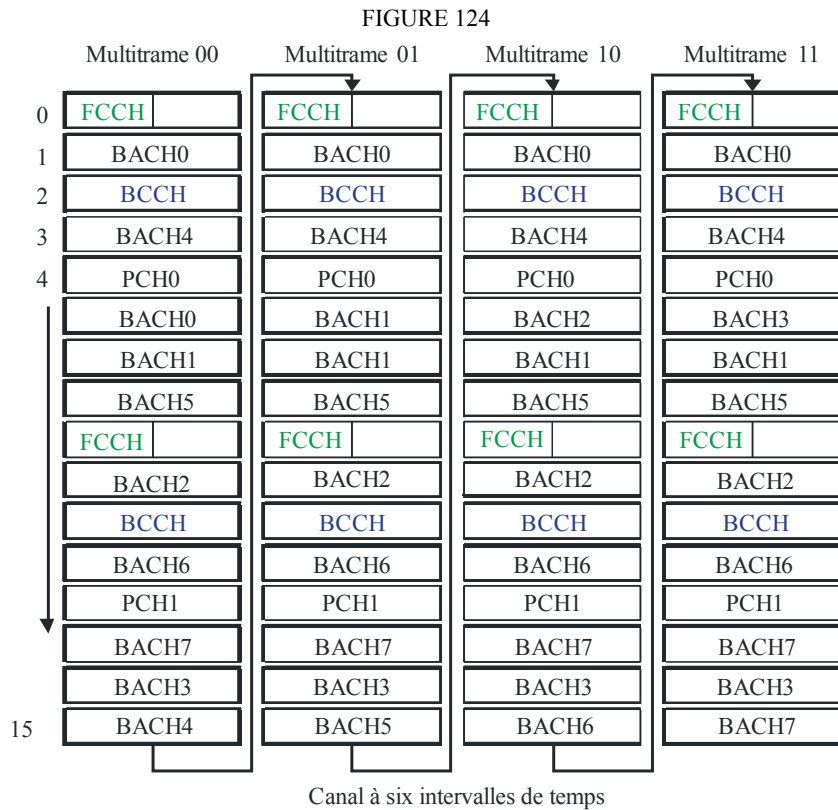 FIGURE 124
Multitrame 00 Multitrame 01 Multitrame 10 Multitrame 11
0 FCCH FCCH FCCH FCCH
1 BACH0 BACH0 BACH0 BACH0
2 BCCH BCCH BCCH BCCH
3 BACH4 BACH4 BACH4 BACH4
4 PCH0 PCH0 PCH0 PCH0
BACH0 BACH1 BACH2 BACH3
BACH1 BACH1 BACH1 BACH1
BACH5 BACH5 BACH5 BACH5
FCCH FCCH FCCH FCCH
BACH2 BACH2 BACH2 BACH2
BCCH BCCH BCCH BCCH
BACH6 BACH6 BACH6 BACH6
PCH1 PCH1 PCH1 PCH1
BACH7 BACH7 BACH7 BACH7
BACH3 BACH3 BACH3 BACH3
15 BACH4 BACH5 BACH6 BACH7
Canal à six intervalles de temps